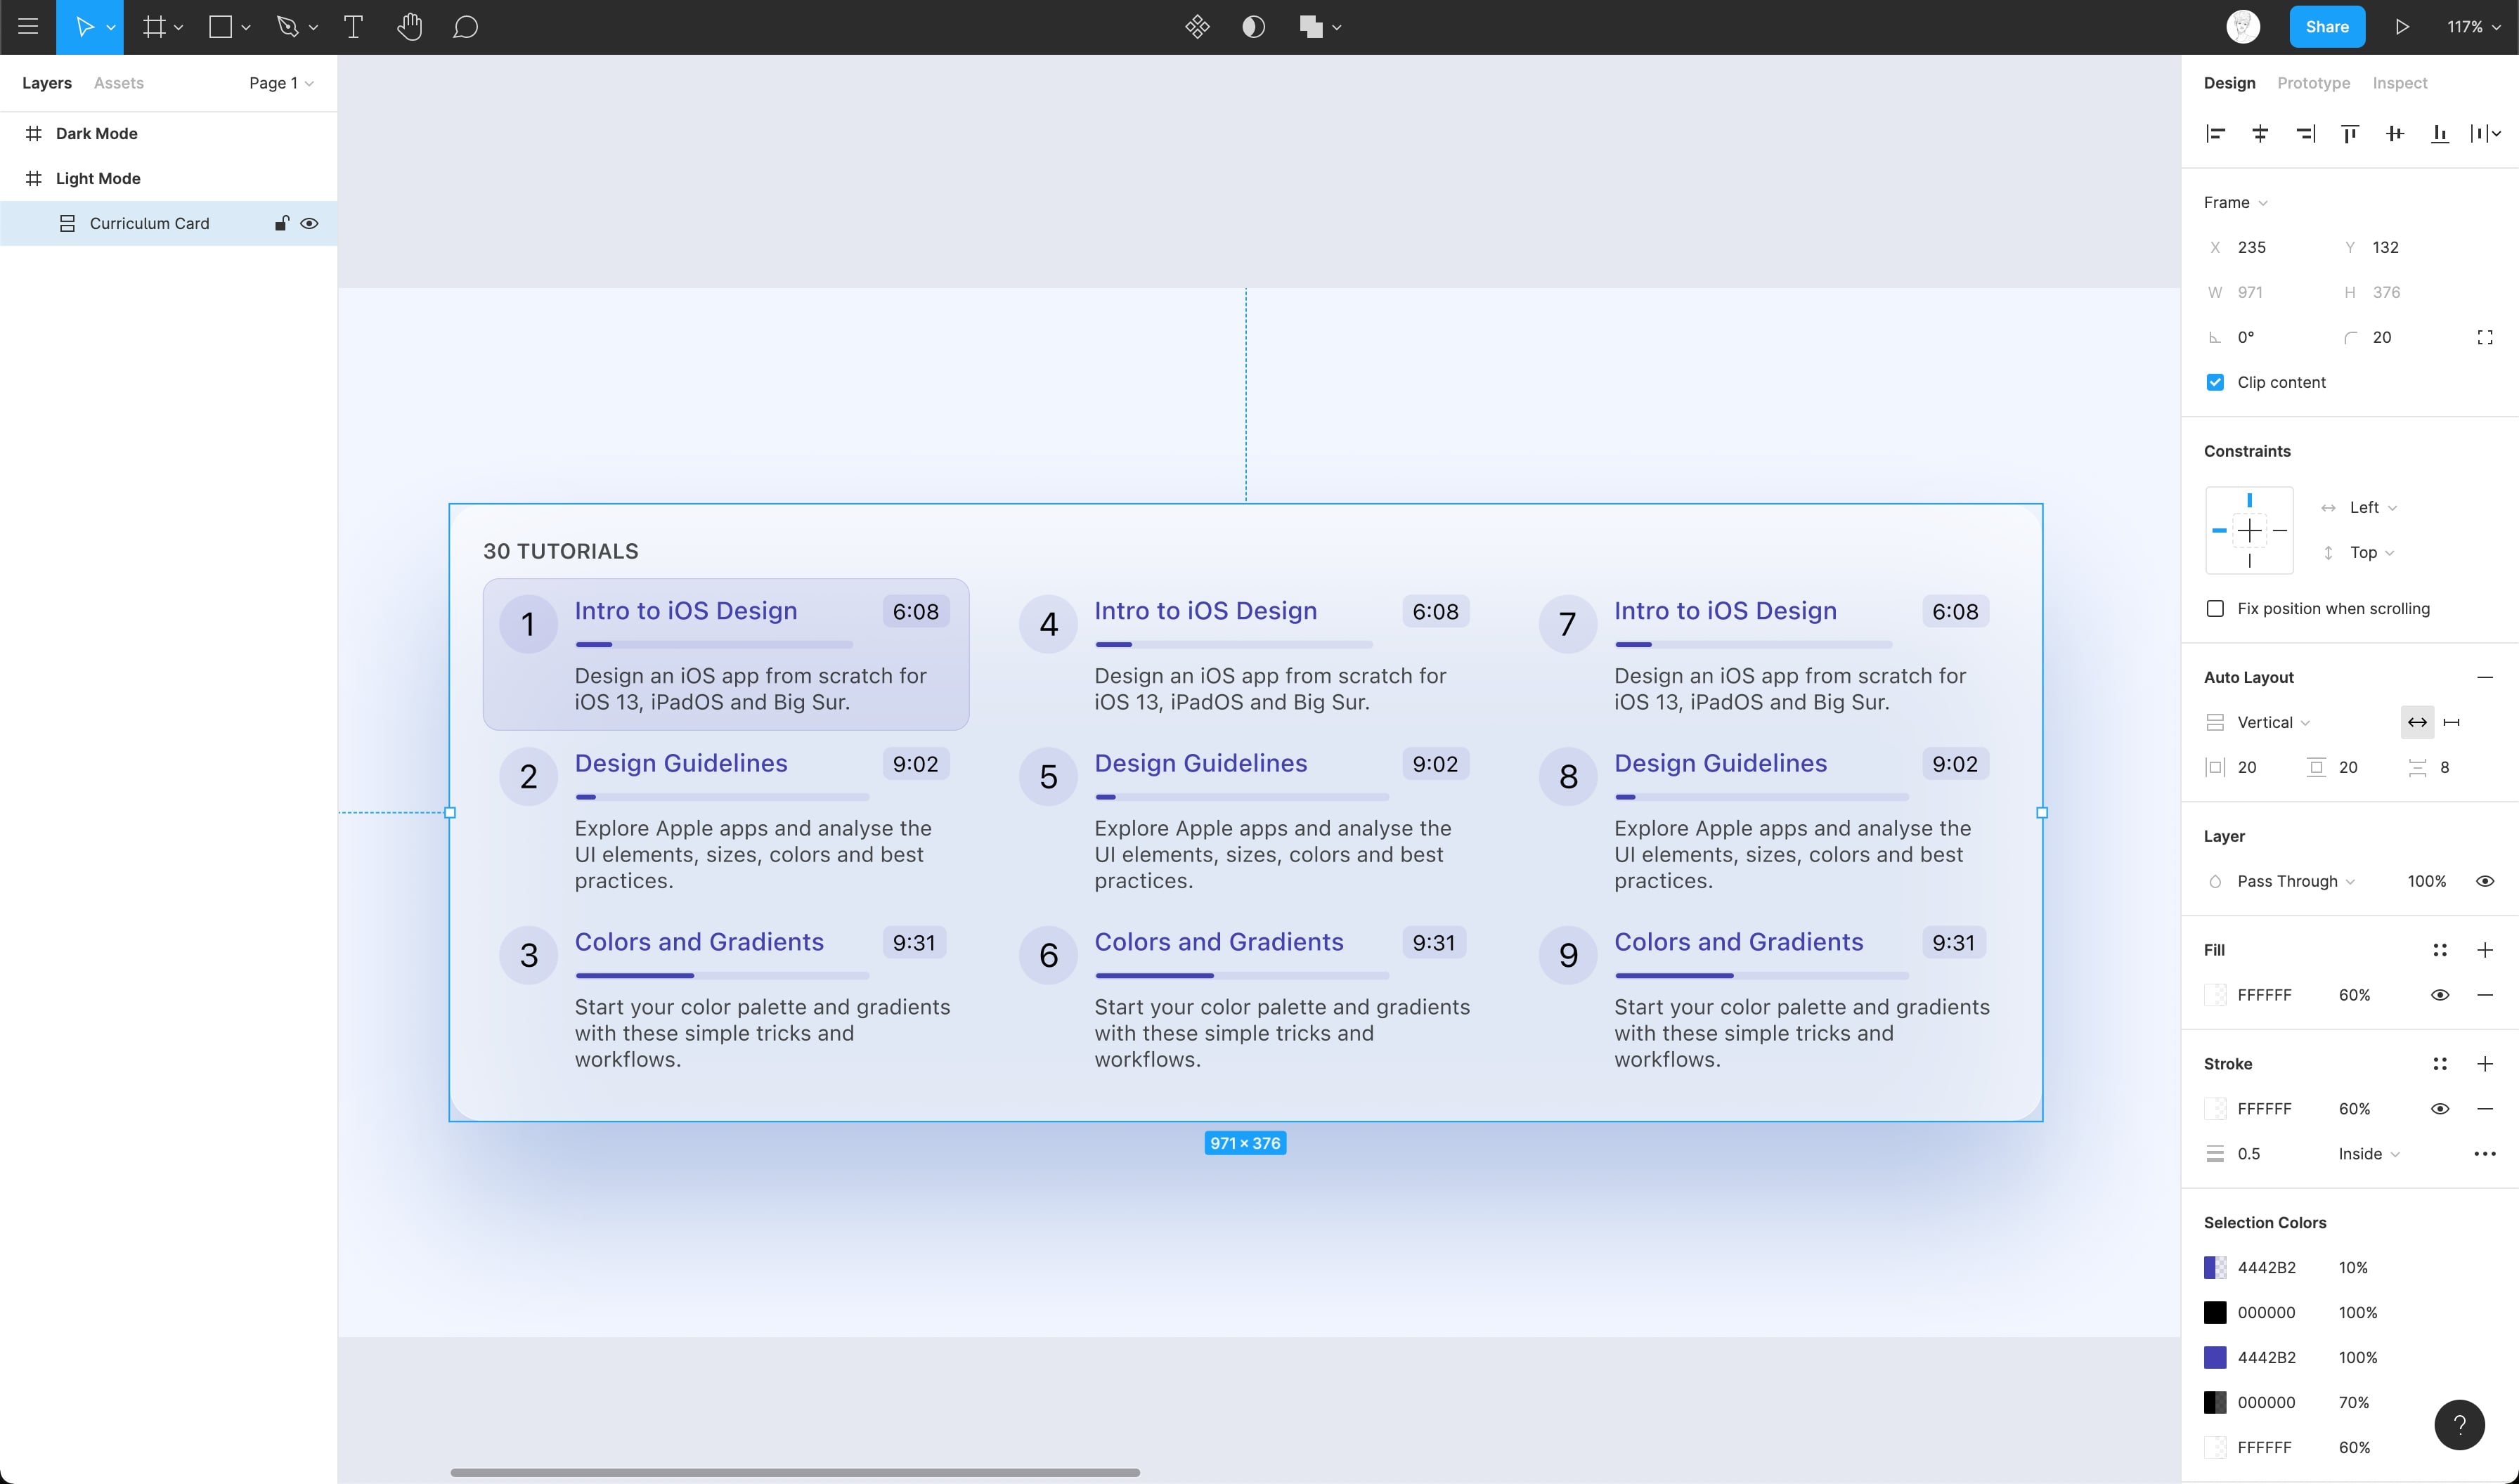 Share
117%
Layers Assets Page 1
Dark Mode
Light Mode
Curriculum Card
30 TUTORIALS
1 Intro to iOS Design 6:08
Design an iOS app from scratch for
iOS 13, iPadOS and Big Sur.
2 Design Guidelines 9:02
Explore Apple apps and analyse the
UI elements, sizes, colors and best
practices.
3 Colors and Gradients 9:31
Start your color palette and gradients
with these simple tricks and
workflows.
4 Intro to iOS Design 6:08
Design an iOS app from scratch for
iOS 13, iPadOS and Big Sur.
5 Design Guidelines 9:02
Explore Apple apps and analyse the
UI elements, sizes, colors and best
practices.
6 Colors and Gradients 9:31
Start your color palette and gradients
with these simple tricks and
workflows.
7 Intro to iOS Design 6:08
Design an iOS app from scratch for
iOS 13, iPadOS and Big Sur.
8 Design Guidelines 9:02
Explore Apple apps and analyse the
UI elements, sizes, colors and best
practices.
9 Colors and Gradients 9:31
Start your color palette and gradients
with these simple tricks and
workflows.
971 × 376
Design Prototype Inspect
Frame
X 235 Y 132
W 971 H 376
0° 20
Clip content
Constraints
Left
Top
Fix position when scrolling
Auto Layout
Vertical
20 20 8
Layer
Pass Through 100%
Fill
FFFFFF 60%
Stroke
FFFFFF 60%
0.5 Inside
Selection Colors
4442B2 10%
000000 100%
4442B2 100%
000000 70%
FFFFFF 60%
?